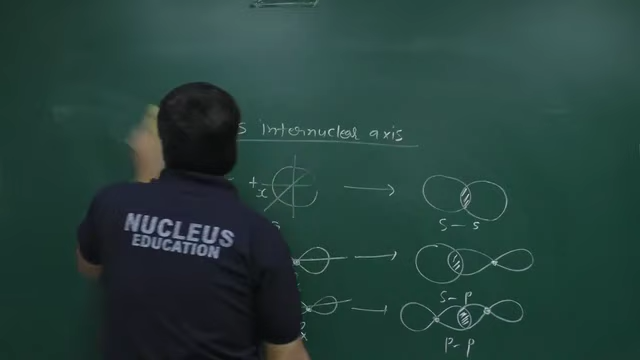 s internuclear axis
+
x
s - s
NUCLEUS
EDUCATION
s - p
p - p
x